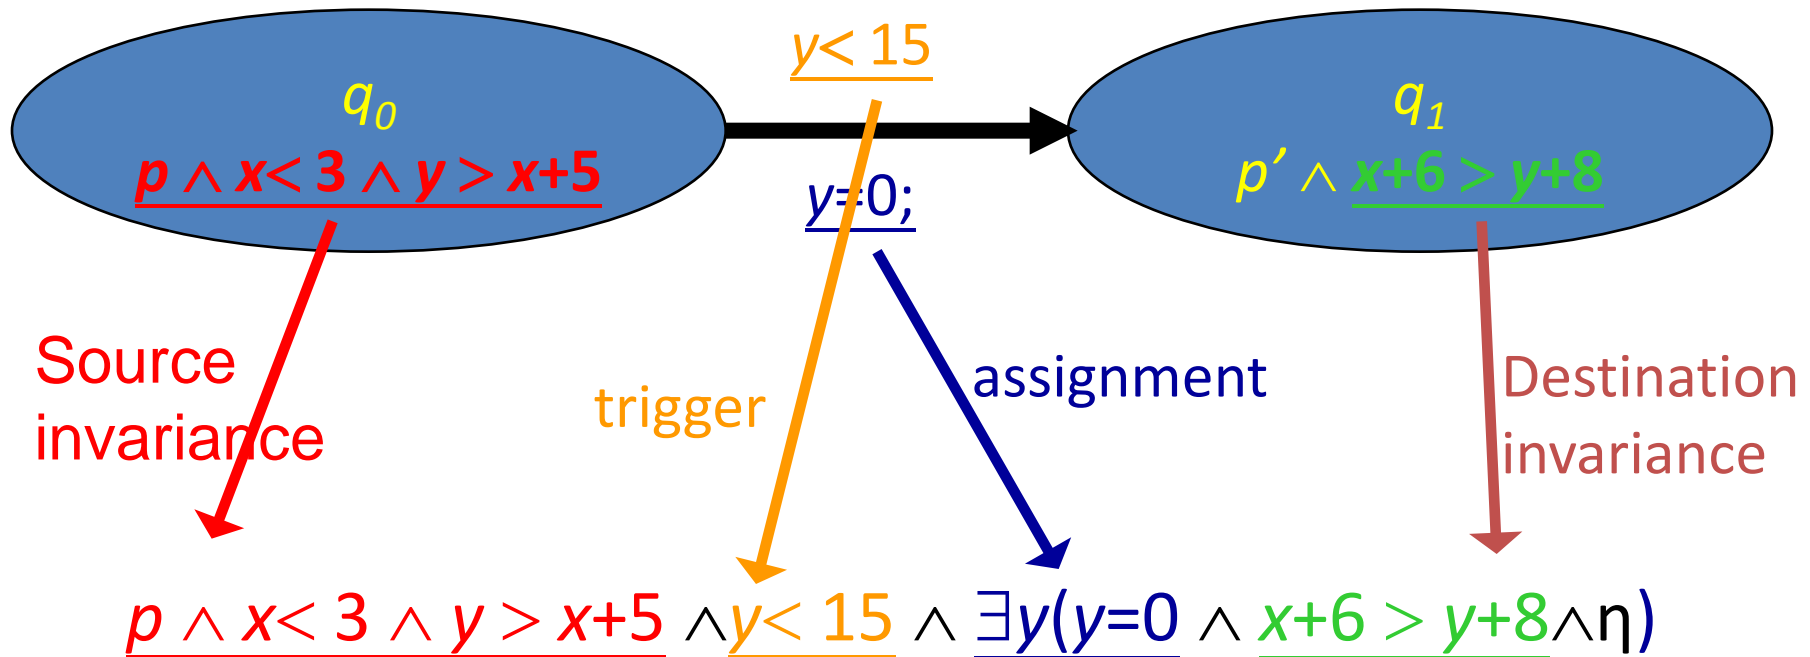 y< 15
q0
q1
p ∧ x< 3 ∧ y > x+5
p’ ∧ x+6 > y+8
y=0;
Source
invariance
trigger
assignment
Destination
invariance
p ∧ x< 3 ∧ y > x+5 ∧y< 15 ∧ ∃y(y=0 ∧ x+6 > y+8∧η)